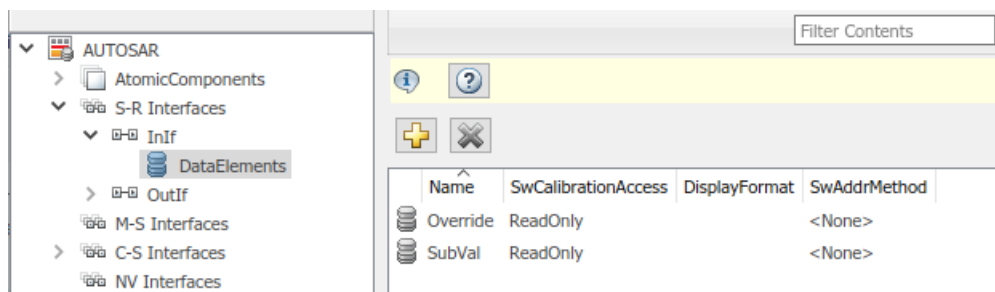 Filter Contents
AUTOSAR
AtomicComponents
S-R Interfaces
InIf
DataElements
OutIf
M-S Interfaces
C-S Interfaces
NV Interfaces
Name SwCalibrationAccess DisplayFormat SwAddrMethod
Override ReadOnly <None>
SubVal ReadOnly <None>